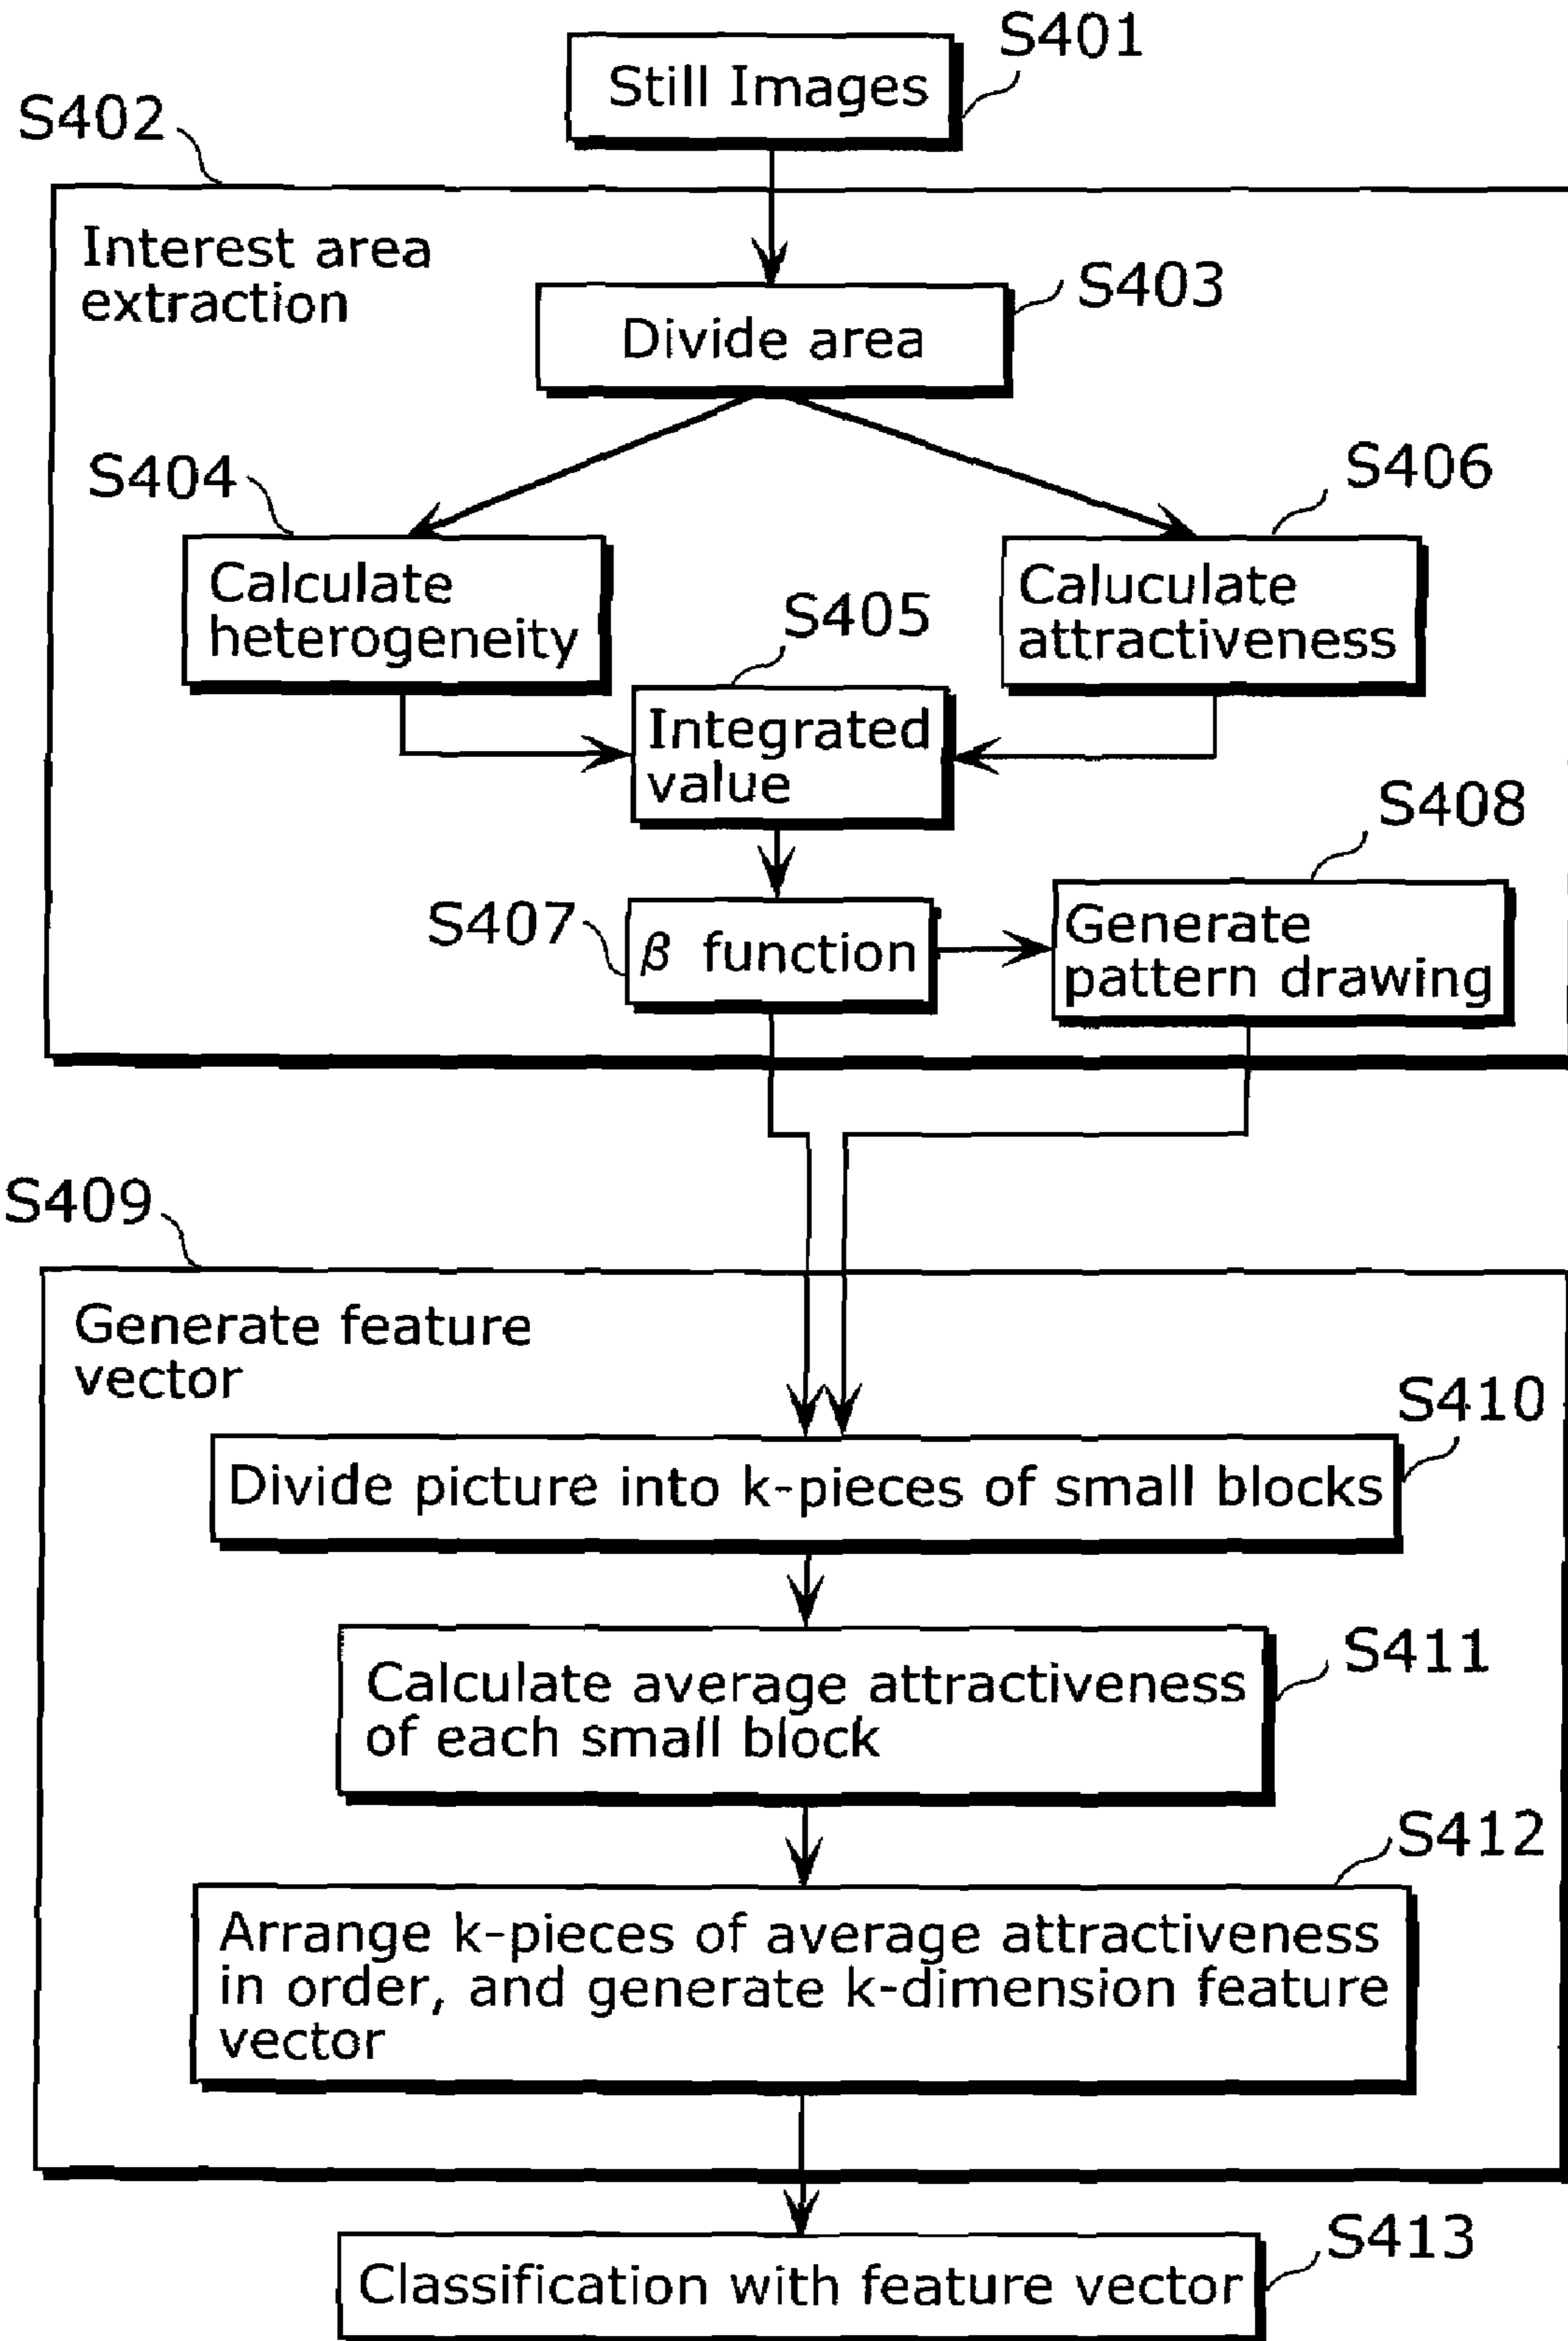 S401
Still Images
S402
Interest area
extraction
S403
Divide area
S404
Calculate
heterogeneity
S406
Caluculate
attractiveness
S405
Integrated
value
S407
β function
S408
Generate
pattern drawing
S409
Generate feature
vector
S410
Divide picture into k-pieces of small blocks
S411
Calculate average attractiveness
of each small block
S412
Arrange k-pieces of average attractiveness
in order, and generate k-dimension feature
vector
S413
Classification with feature vector